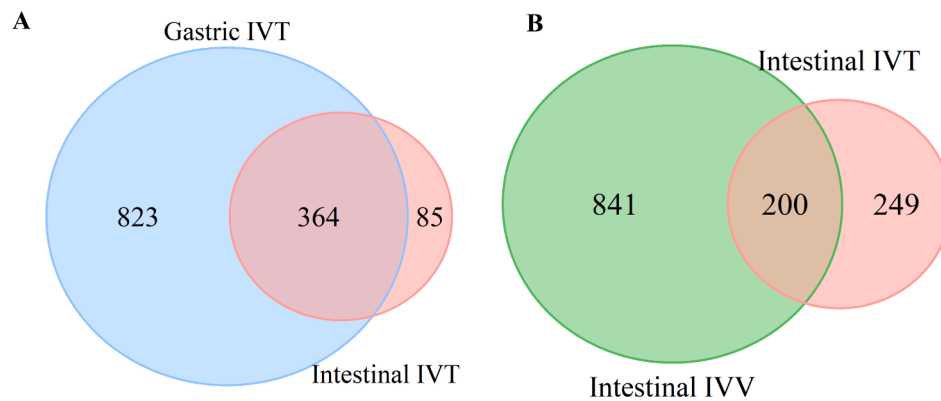 A
Gastric IVT
823
364
85
Intestinal IVT
B
Intestinal IVT
841
200
249
Intestinal IVV